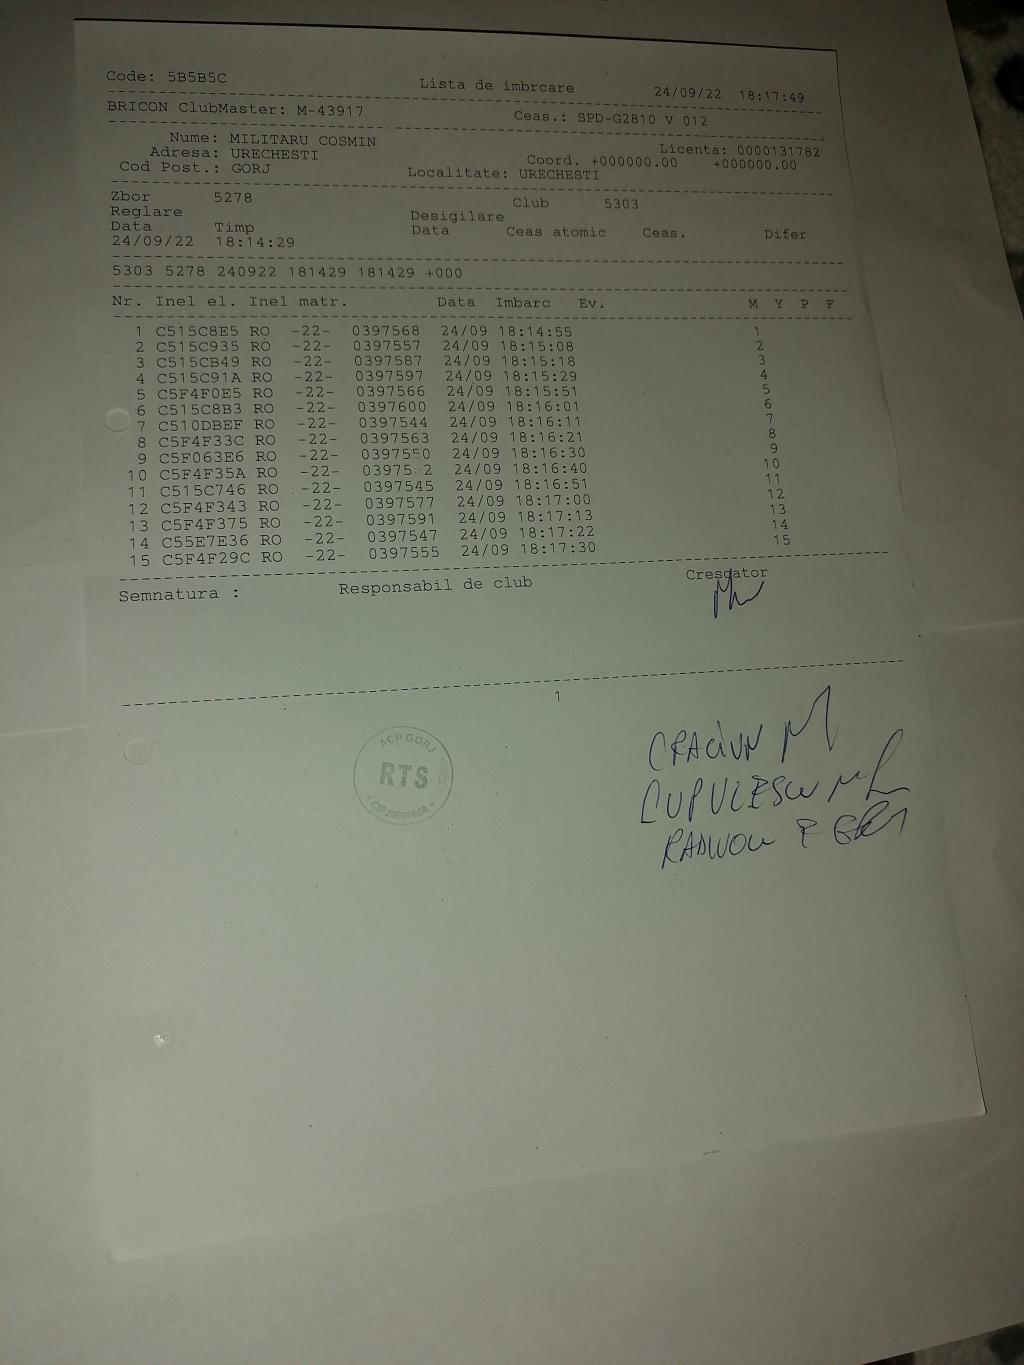 Code: 5B5B5C Lista de imbrcare 24/09/22 18:17:49
BRICON ClubMaster: M-43917 Ceas.: SPD-G2810 V 012
Nume: MILITARU COSMIN Licenta: 0000131782
Adresa: URECHESTI Coord. +000000.00 +000000.00
Cod Post.: GORJ Localitate: URECHESTI
Zbor 5278 Club 5303
Reglare Desigilare
Data Timp Data Ceas atomic Ceas. Difer
24/09/22 18:14:29
5303 5278 240922 181429 181429 +000
Nr. Inel el. Inel matr. Data Imbarc Ev. M Y P F
1 C515C8E5 RO -22- 0397568 24/09 18:14:55 1
2 C515C935 RO -22- 0397557 24/09 18:15:08 2
3 C515CB49 RO -22- 0397587 24/09 18:15:18 3
4 C515C91A RO -22- 0397597 24/09 18:15:29 4
5 C5F4F0E5 RO -22- 0397566 24/09 18:15:51 5
6 C515C8B3 RO -22- 0397600 24/09 18:16:01 6
7 C510DBEF RO -22- 0397544 24/09 18:16:11 7
8 C5F4F33C RO -22- 0397563 24/09 18:16:21 8
9 C5F063E6 RO -22- 0397550 24/09 18:16:30 9
10 C5F4F35A RO -22- 24/09 18:16:40 10
11 C515C746 RO -22- 0397545 24/09 18:16:51 11
12 C5F4F343 RO -22- 0397577 24/09 18:17:00 12
13 C5F4F375 RO -22- 0397591 24/09 18:17:13 13
14 C55E7E36 RO -22- 0397547 24/09 18:17:22 14
15 C5F4F29C RO -22- 0397555 24/09 18:17:30 15
Semnatura : Responsabil de club Crescator
1
ACP GORJ
RTS
CRACIUN M
LUPULESCU